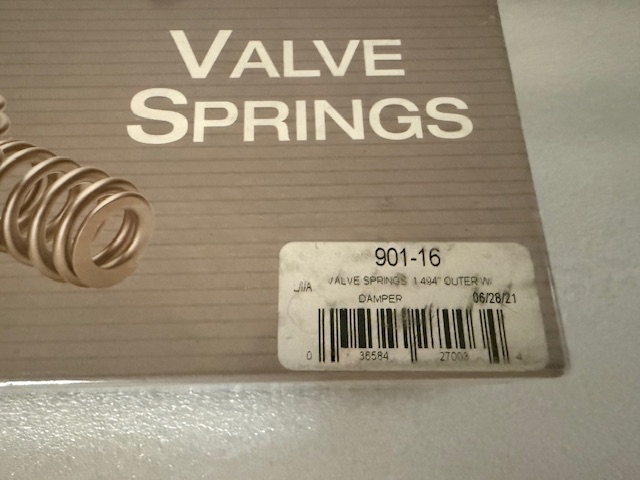 VALVE
SPRINGS
901-16
VALVE SPRINGS 1.494" OUTER W/
DAMPER 06/28/21
0 36584 27003 4